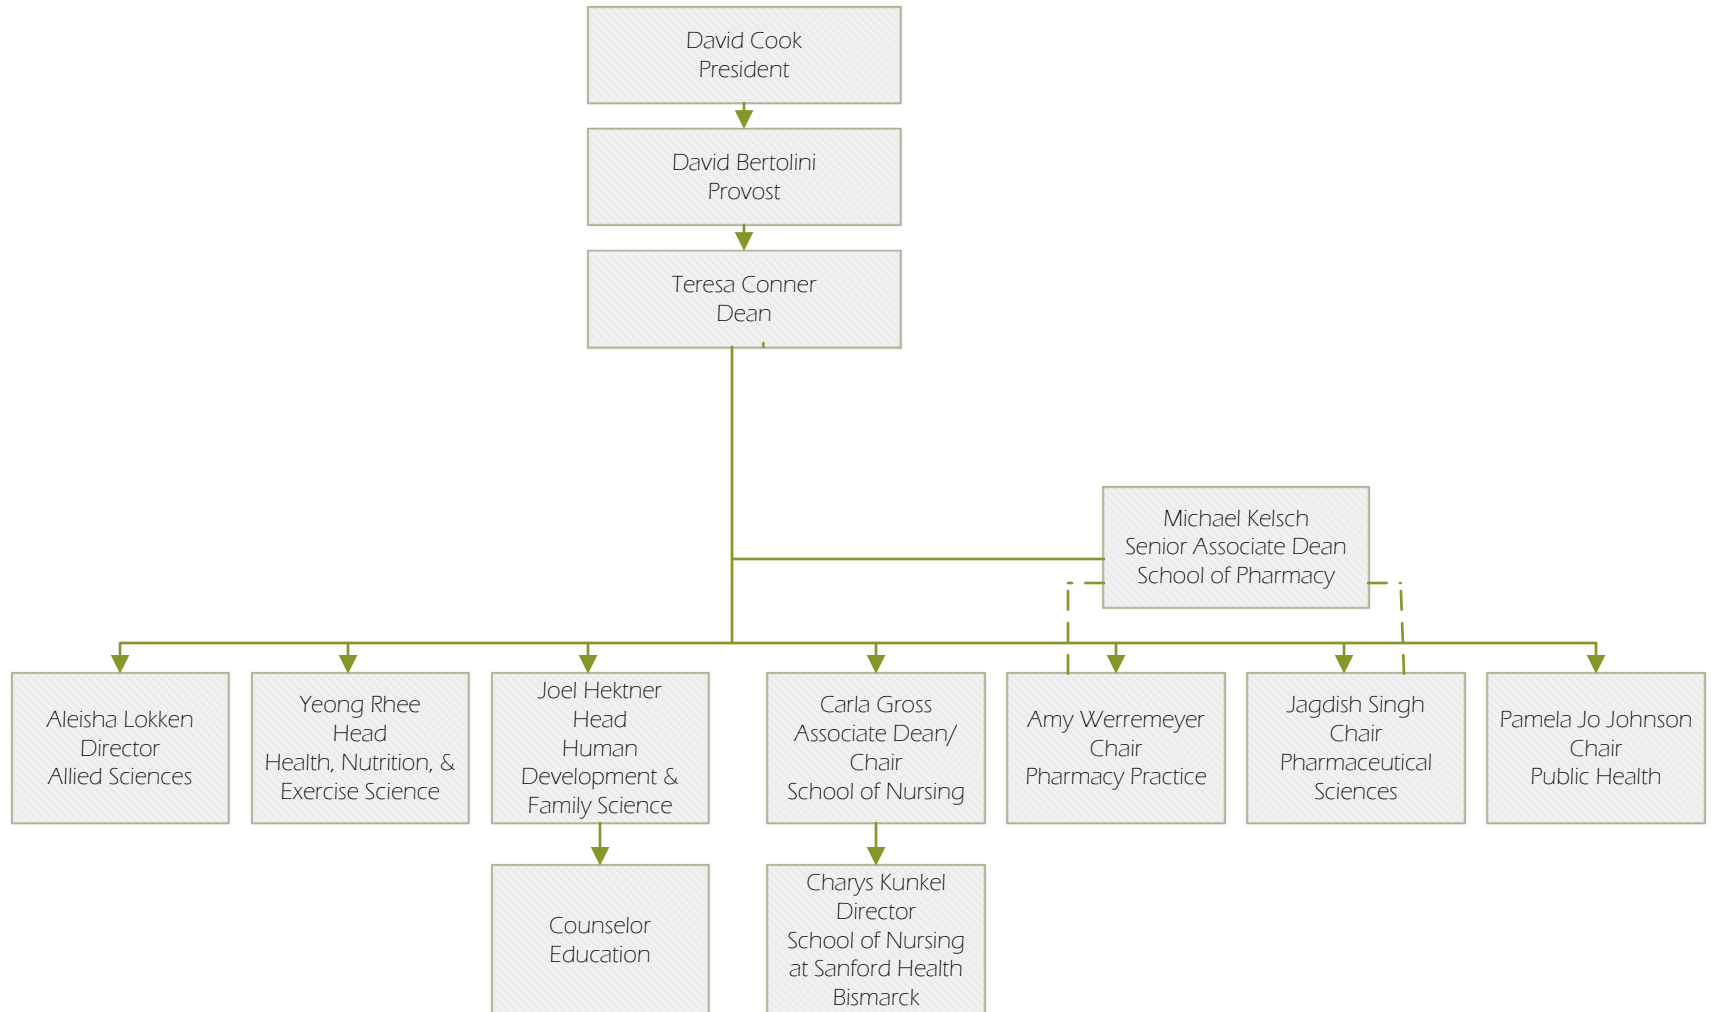 David Cook
President
David Bertolini
Provost
Teresa Conner
Dean
Michael Kelsch
Senior Associate Dean
School of Pharmacy
Aleisha Lokken
Director
Allied Sciences
Yeong Rhee
Head
Health, Nutrition, &
Exercise Science
Joel Hektner
Head
Human
Development &
Family Science
Carla Gross
Associate Dean/
Chair
School of Nursing
Amy Werremeyer
Chair
Pharmacy Practice
Jagdish Singh
Chair
Pharmaceutical
Sciences
Pamela Jo Johnson
Chair
Public Health
Counselor
Education
Charys Kunkel
Director
School of Nursing
at Sanford Health
Bismarck